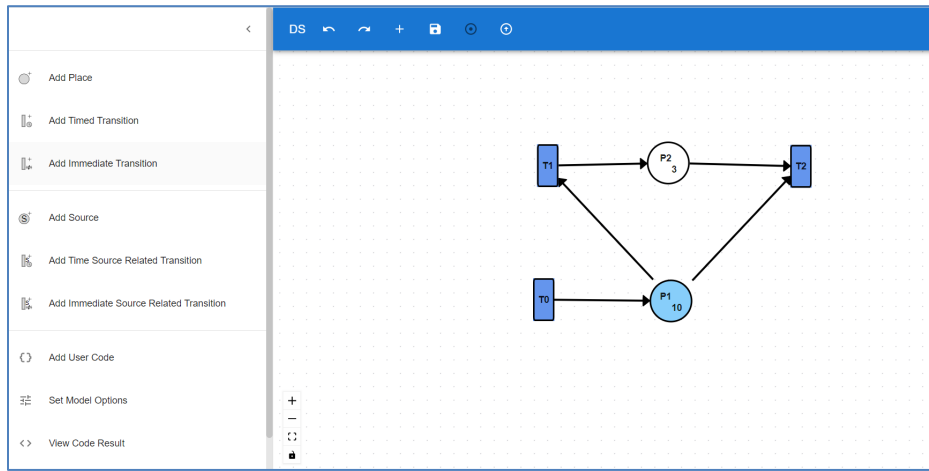 DS
Add Place
Add Timed Transition
Add Immediate Transition
Add Source
Add Time Source Related Transition
Add Immediate Source Related Transition
Add User Code
Set Model Options
View Code Result
T1
P2
3
T2
T0
P1
10